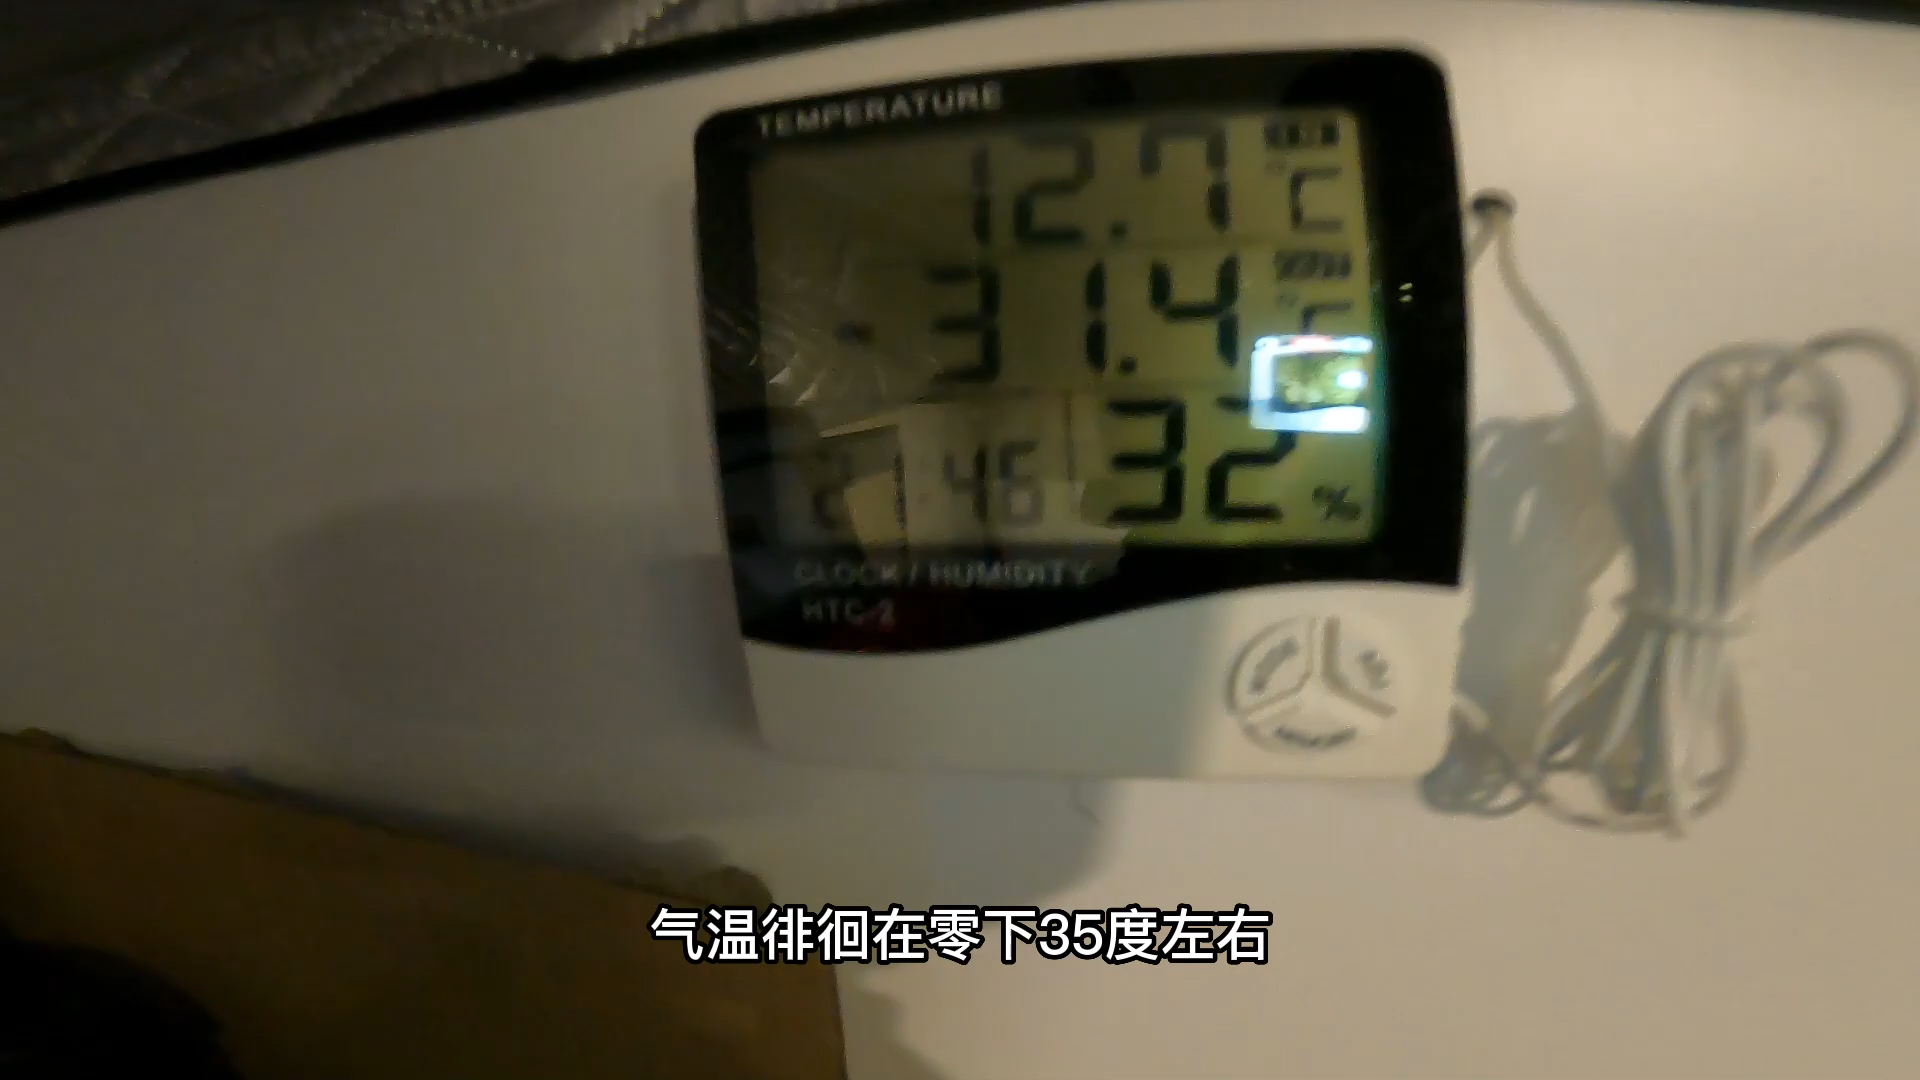 TEMPERATURE
12.7 °C
-31.4 °C
21:46 32 %
CLOCK / HUMIDITY
HTC-2
气温徘徊在零下35度左右